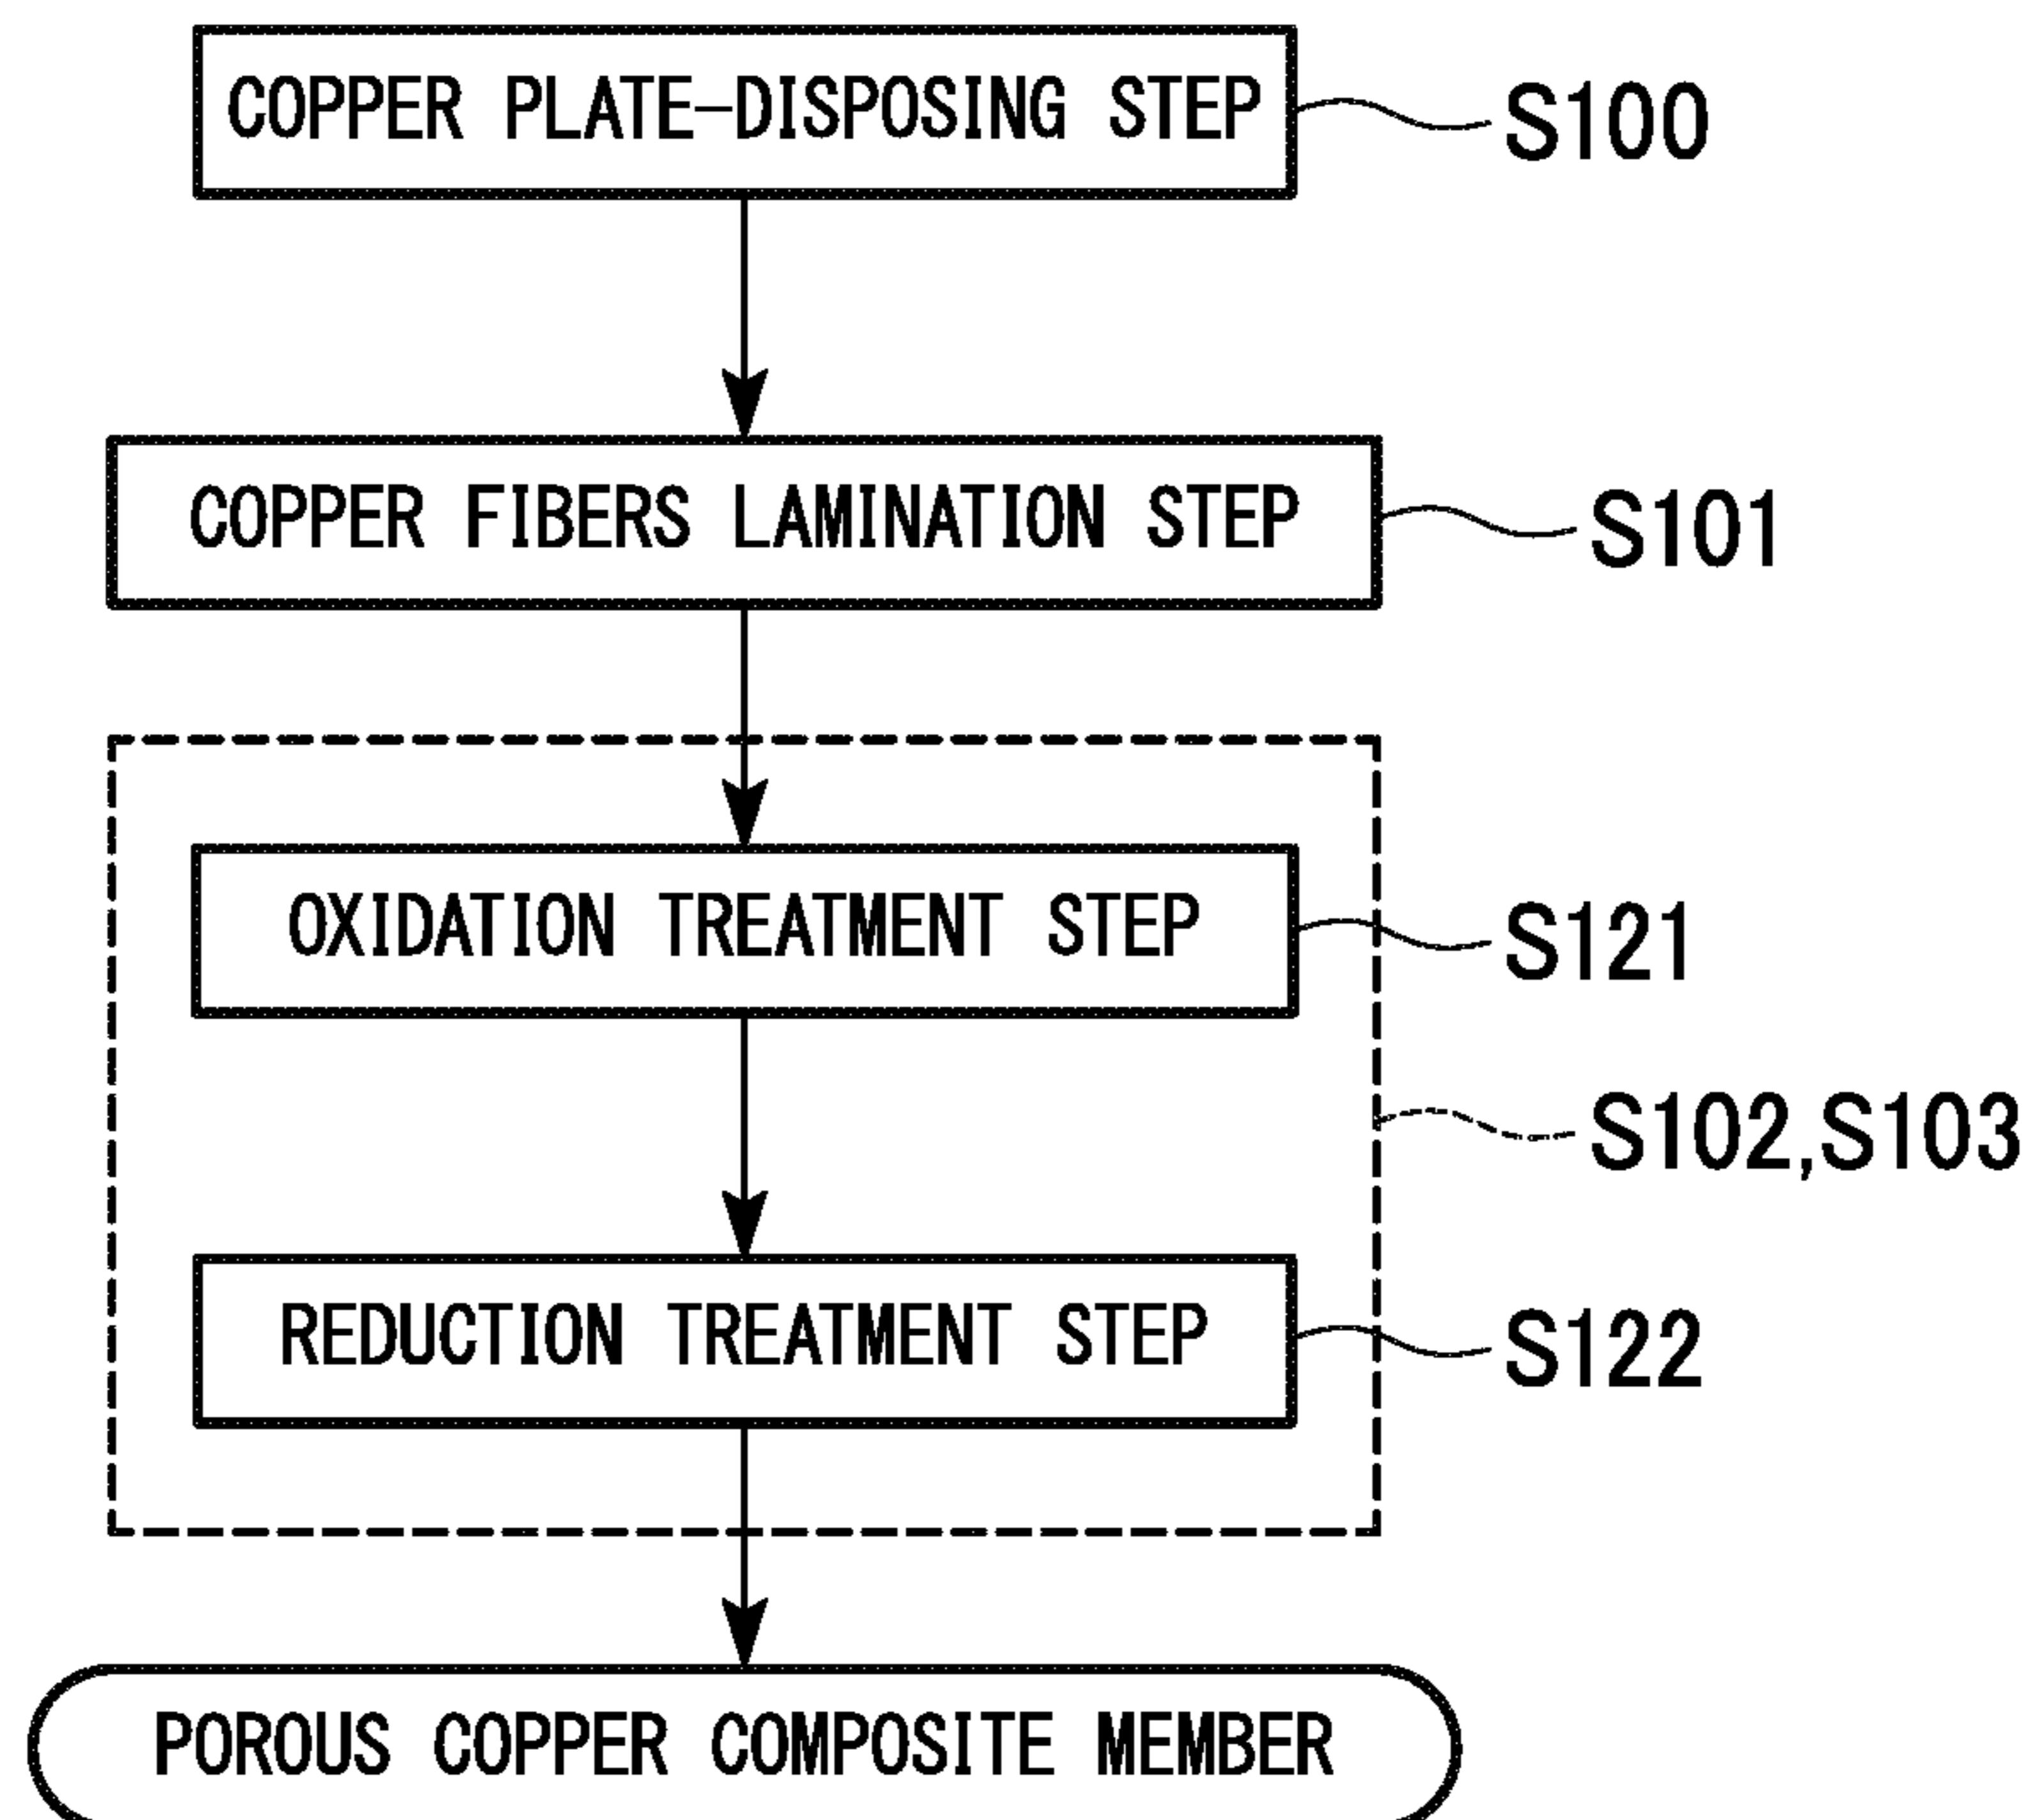 COPPER PLATE-DISPOSING STEP
S100
COPPER FIBERS LAMINATION STEP
S101
OXIDATION TREATMENT STEP
S121
S102,S103
REDUCTION TREATMENT STEP
S122
POROUS COPPER COMPOSITE MEMBER